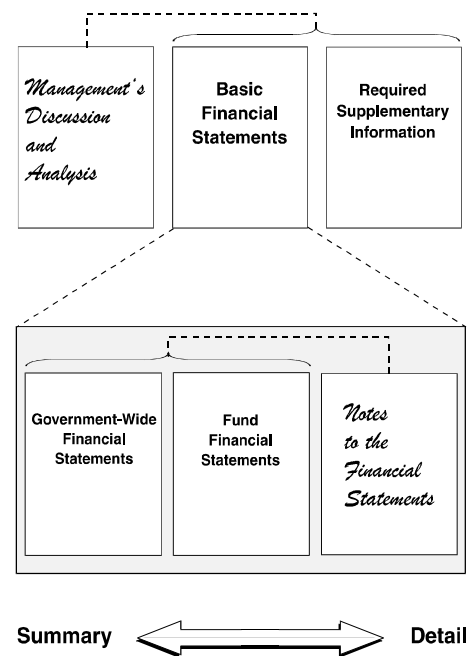 Management's
Discussion
and
Analysis
Basic
Financial
Statements
Required
Supplementary
Information
Government-Wide
Financial
Statements
Fund
Financial
Statements
Notes
to the
Financial
Statements
Summary
Detail